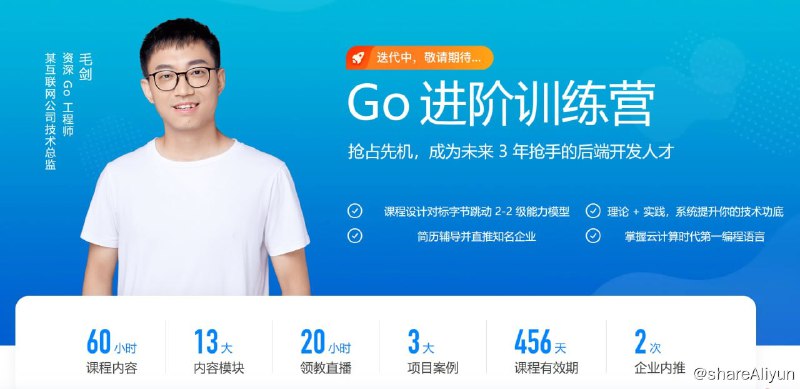 毛剑
资深 Go 工程师
某互联网公司技术总监
迭代中，敬请期待...
Go 进阶训练营
抢占先机，成为未来 3 年抢手的后端开发人才
课程设计对标字节跳动 2-2 级能力模型
理论 + 实践，系统提升你的技术功底
简历辅导并直推知名企业
掌握云计算时代第一编程语言
60 小时
课程内容
13 大
内容模块
20 小时
领教直播
3 大
项目案例
456 天
课程有效期
2 次
企业内推
@shareAliyun